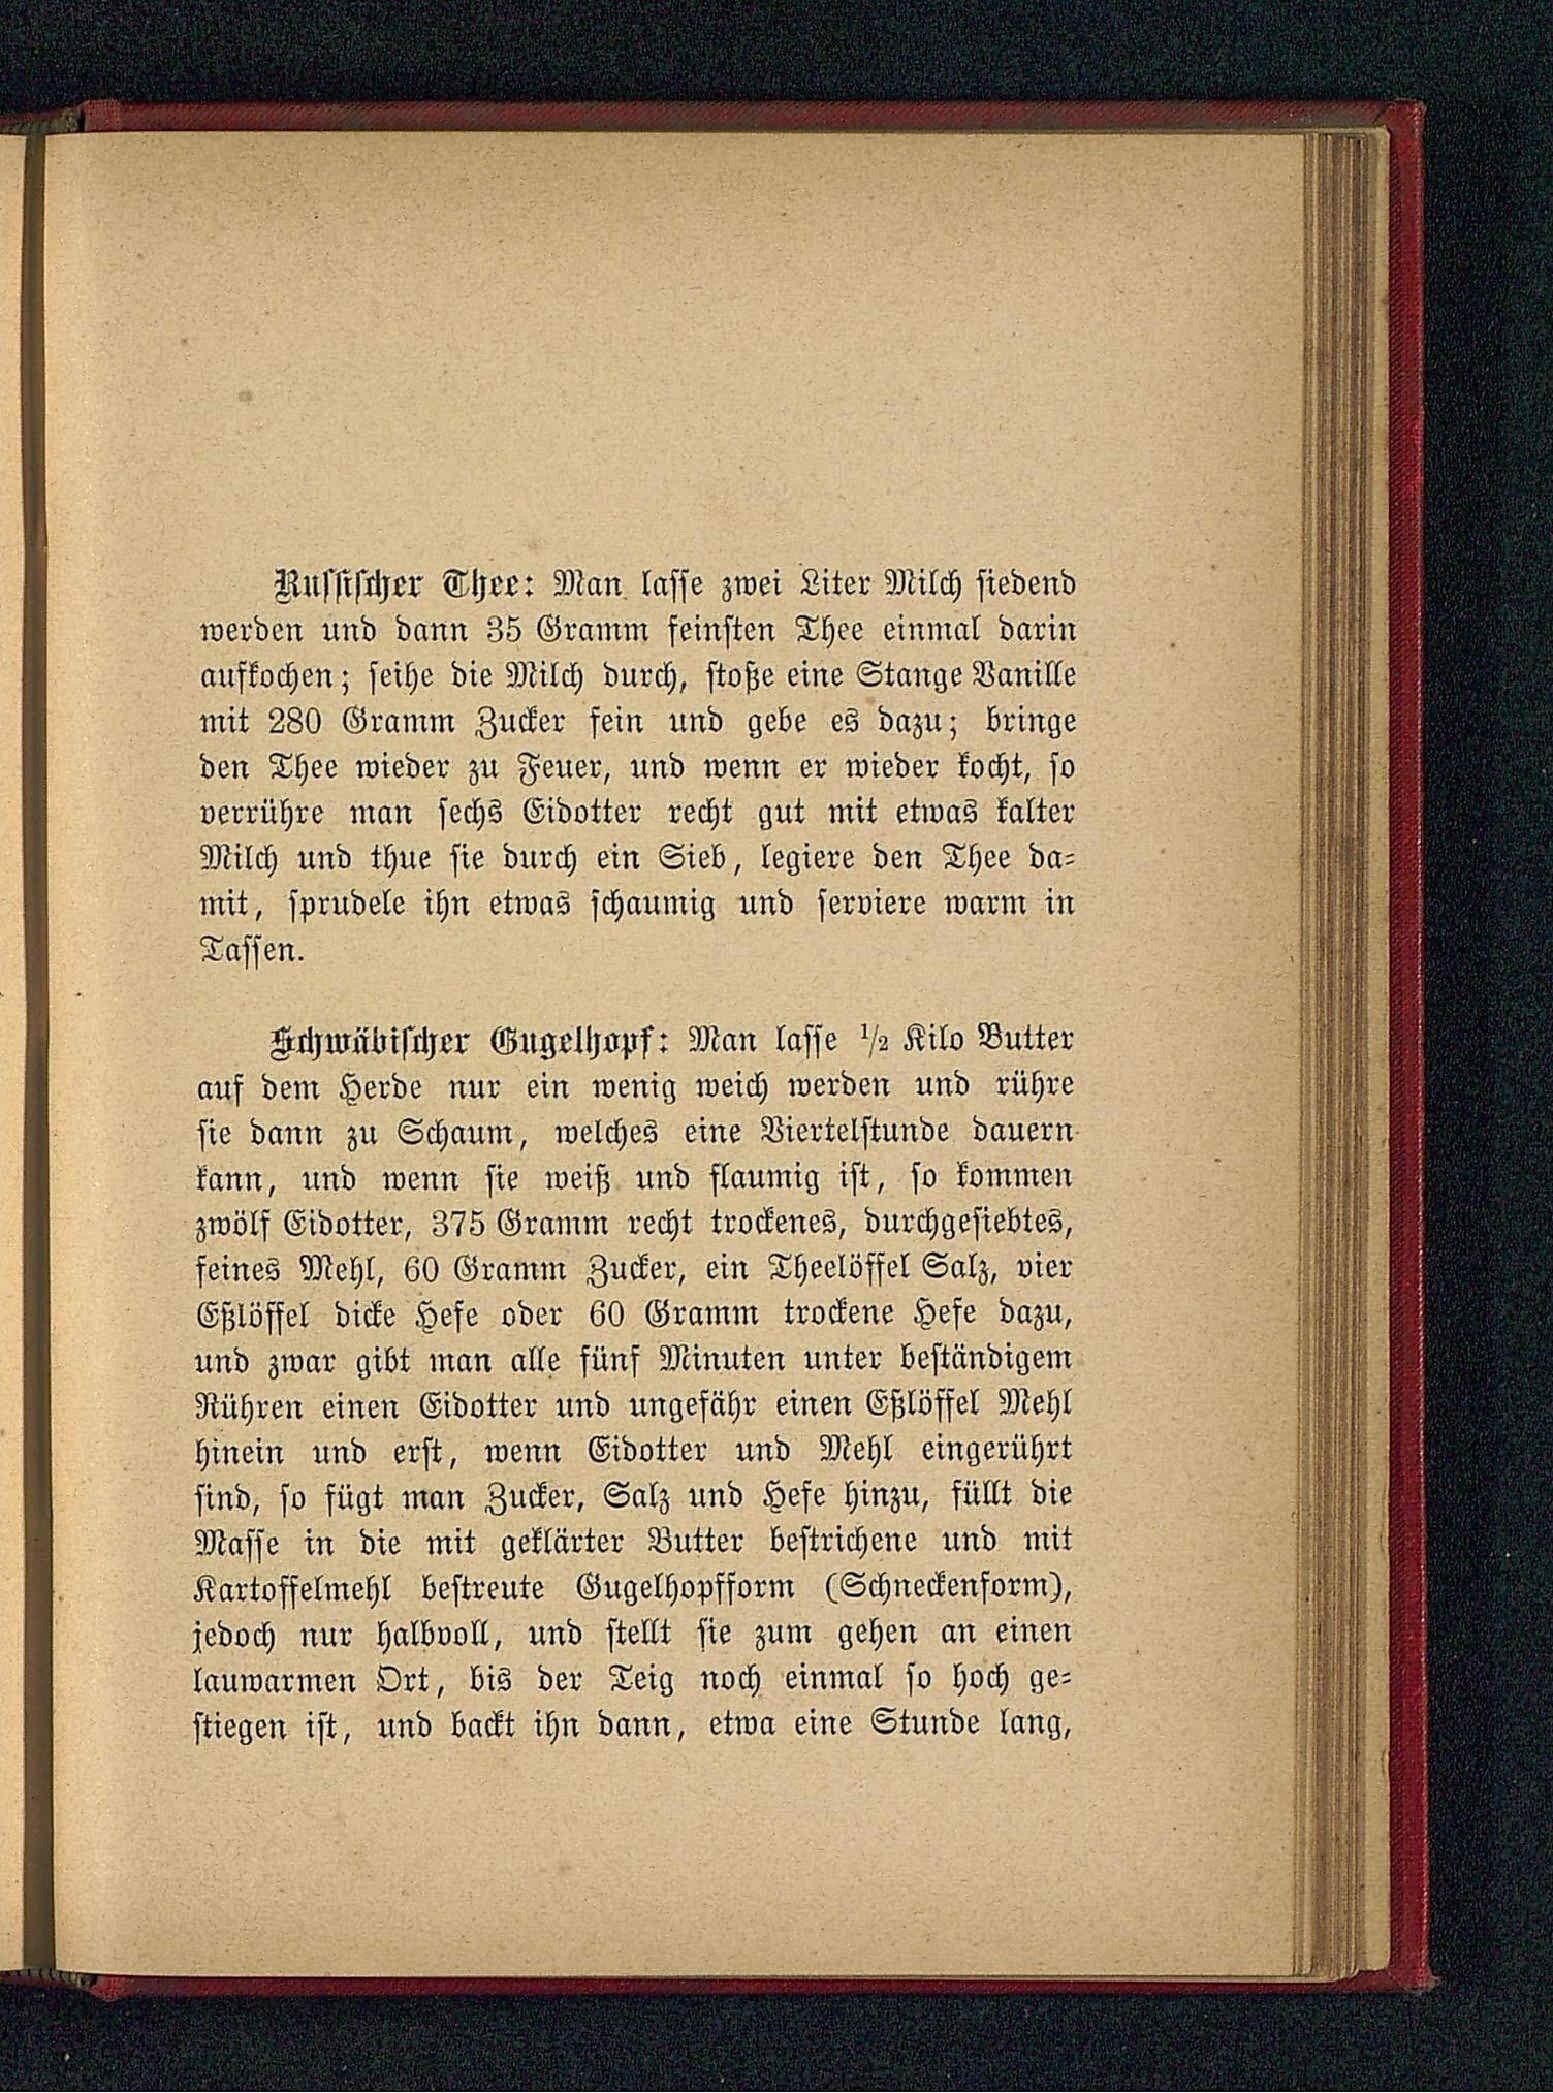 Russischer Thee: Man lasse zwei Liter Milch siedend
werden und dann 35 Gramm feinsten Thee einmal darin
aufkochen; seihe die Milch durch, stoße eine Stange Vanille
mit 280 Gramm Zucker fein und gebe es dazu; bringe
den Thee wieder zu Feuer, und wenn er wieder kocht, so
verrühre man sechs Eidotter recht gut mit etwas kalter
Milch und thue sie durch ein Sieb, legiere den Thee da-
mit, sprudele ihn etwas schaumig und serviere warm in
Tassen.
Schwäbischer Gugelhopf: Man lasse 1/2 Kilo Butter
auf dem Herde nur ein wenig weich werden und rühre
sie dann zu Schaum, welches eine Viertelstunde dauern
kann, und wenn sie weiß und flaumig ist, so kommen
zwölf Eidotter, 375 Gramm recht trockenes, durchgesiebtes,
feines Mehl, 60 Gramm Zucker, ein Theelöffel Salz, vier
Eßlöffel dicke Hefe oder 60 Gramm trockene Hefe dazu,
und zwar gibt man alle fünf Minuten unter beständigem
Rühren einen Eidotter und ungefähr einen Eßlöffel Mehl
hinein und erst, wenn Eidotter und Mehl eingerührt
sind, so fügt man Zucker, Salz und Hefe hinzu, füllt die
Masse in die mit geklärter Butter bestrichene und mit
Kartoffelmehl bestreute Gugelhopfform (Schneckenform),
jedoch nur halbvoll, und stellt sie zum gehen an einen
lauwarmen Ort, bis der Teig noch einmal so hoch ge-
stiegen ist, und backt ihn dann, etwa eine Stunde lang,